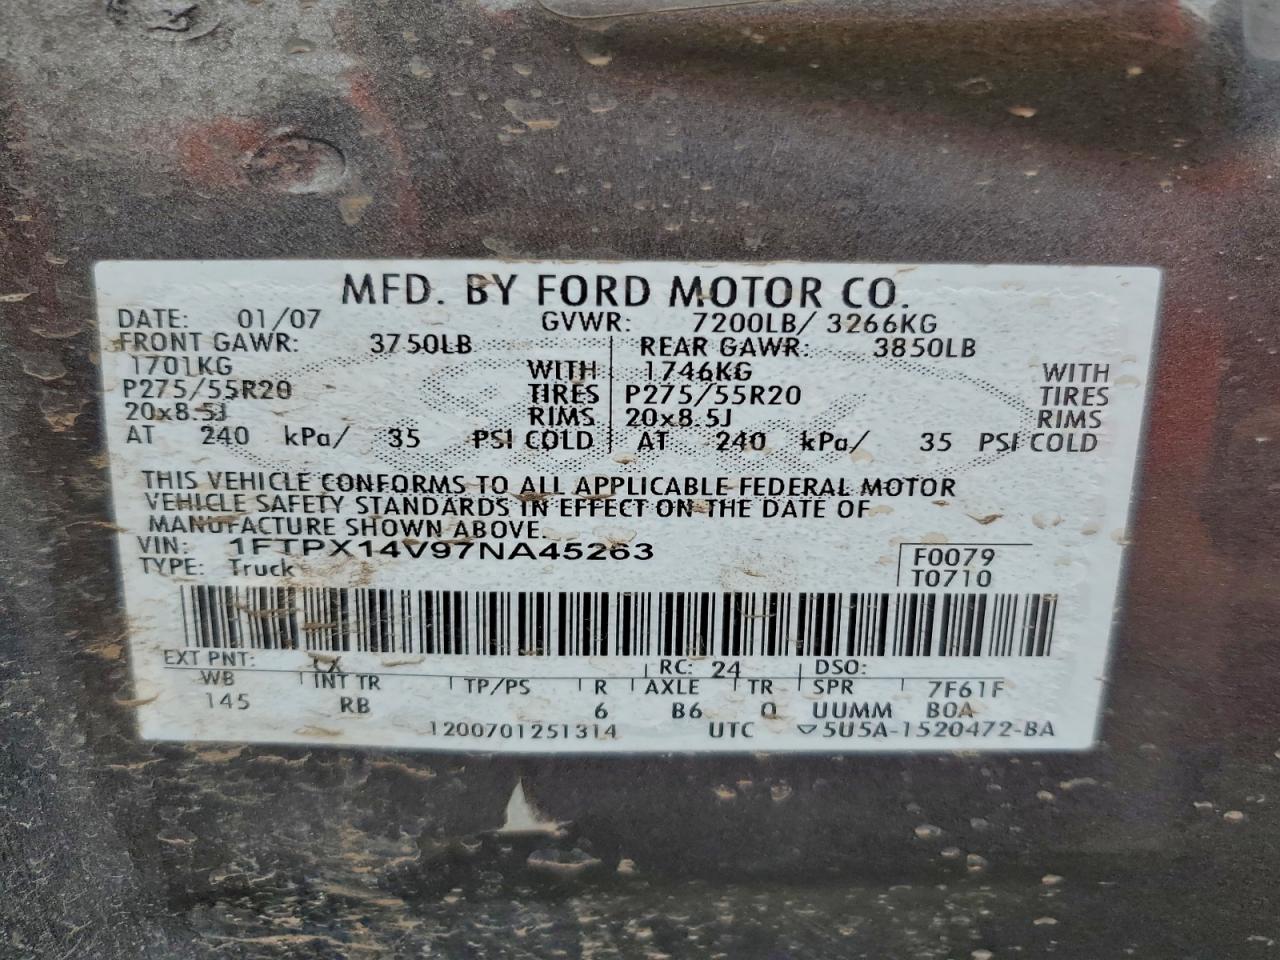 MFD. BY FORD MOTOR CO.
DATE: 01/07 GVWR: 7200LB/ 3266KG
FRONT GAWR: 3750LB REAR GAWR: 3850LB
1701KG WITH 1746KG WITH
P275/55R20 TIRES P275/55R20 TIRES
20x8.5J RIMS 20x8.5J RIMS
AT 240 kPa/ 35 PSI COLD AT 240 kPa/ 35 PSI COLD
THIS VEHICLE CONFORMS TO ALL APPLICABLE FEDERAL MOTOR
VEHICLE SAFETY STANDARDS IN EFFECT ON THE DATE OF
MANUFACTURE SHOWN ABOVE.
VIN: 1FTPX14V97NA45263 F0079
TYPE: Truck T0710
EXT PNT: CX RC: 24 DSO:
WB INT TR TP/PS R AXLE TR SPR 7F61F
145 RB 6 B6 Q UUMM B0A
1200701251314 UTC ▽5U5A-1520472-BA